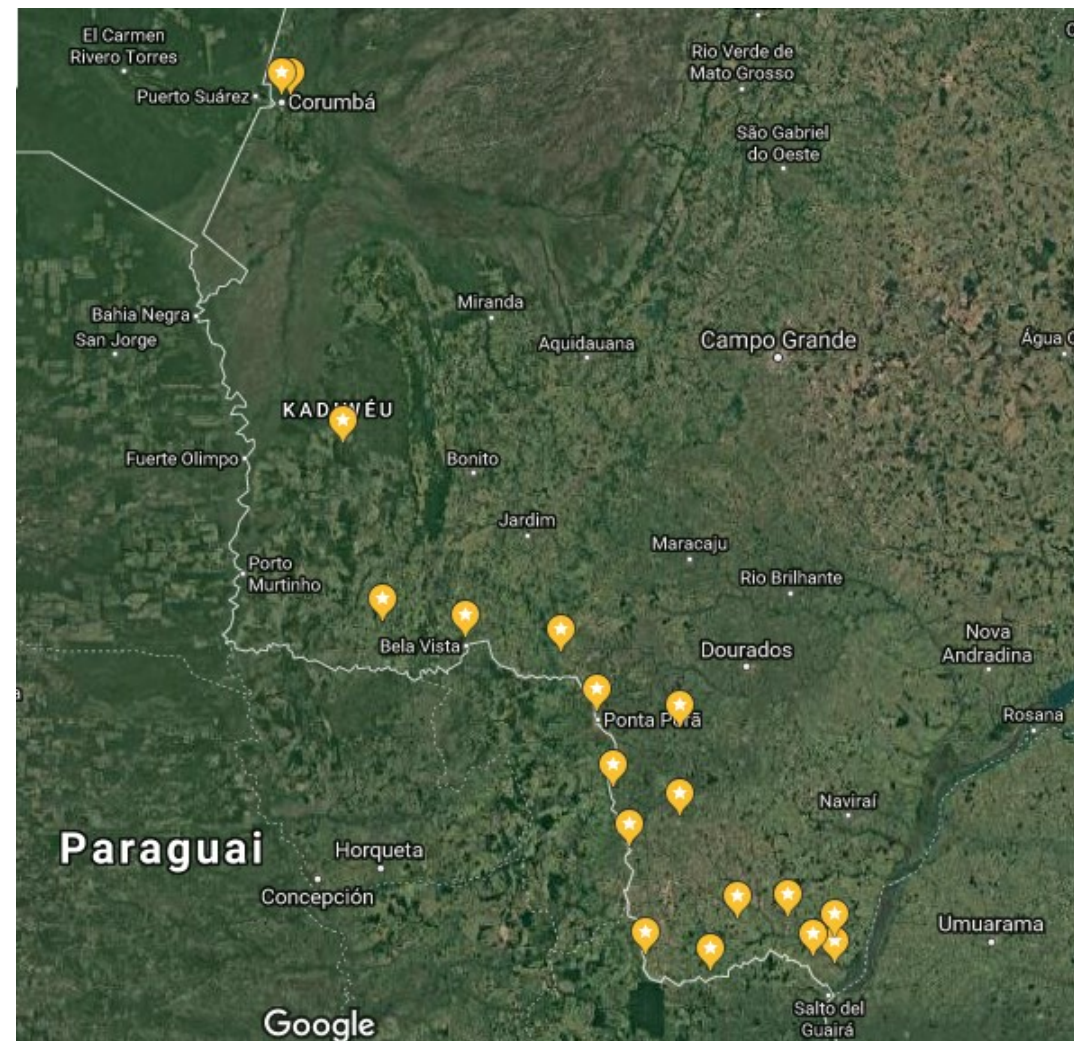 El Carmen
Rivero Torres
Rio Verde de
Mato Grosso
Puerto Suárez
Corumbá
São Gabriel
do Oeste
Bahia Negra
San Jorge
Miranda
Aquidauana
Campo Grande
Água C
KADIWÉU
Fuerte Olimpo
Bonito
Jardim
Maracaju
Porto
Murtinho
Rio Brilhante
Bela Vista
Dourados
Nova
Andradina
Ponta Porã
Rosana
Naviraí
Paraguai
Horqueta
Concepción
Umuarama
Salto del
Guairá
Google